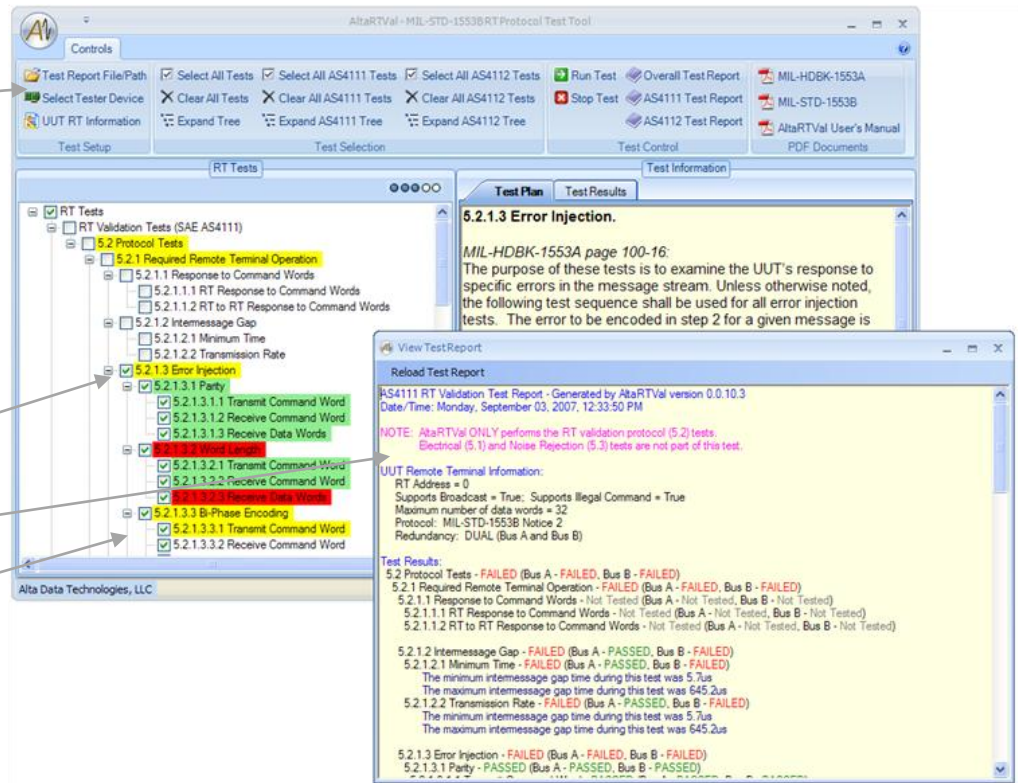 AltaRTVal - MIL-STD-1553B RT Protocol Test Tool
Controls
Test Report File/Path
Select Tester Device
UUT RT Information
Test Setup
Select All Tests
Clear All Tests
Expand Tree
Select All AS4111 Tests
Clear All AS4111 Tests
Expand AS4111 Tree
Select All AS4112 Tests
Clear All AS4112 Tests
Expand AS4112 Tree
Test Selection
Run Test
Stop Test
Overall Test Report
AS4111 Test Report
AS4112 Test Report
Test Control
MIL-HDBK-1553A
MIL-STD-1553B
AltaRTVal User's Manual
PDF Documents
RT Tests
RT Tests
RT Validation Tests (SAE AS4111)
5.2 Protocol Tests
5.2.1 Required Remote Terminal Operation
5.2.1.1 Response to Command Words
5.2.1.1.1 RT Response to Command Words
5.2.1.1.2 RT to RT Response to Command Words
5.2.1.2 Intermessage Gap
5.2.1.2.1 Minimum Time
5.2.1.2.2 Transmission Rate
5.2.1.3 Error Injection
5.2.1.3.1 Parity
5.2.1.3.1.1 Transmit Command Word
5.2.1.3.1.2 Receive Command Word
5.2.1.3.1.3 Receive Data Words
5.2.1.3.2 Word Length
5.2.1.3.2.1 Transmit Command Word
5.2.1.3.2.2 Receive Command Word
5.2.1.3.2.3 Receive Data Words
5.2.1.3.3 Bi-Phase Encoding
5.2.1.3.3.1 Transmit Command Word
5.2.1.3.3.2 Receive Command Word
Alta Data Technologies, LLC
Test Information
Test Plan
Test Results
5.2.1.3 Error Injection.
MIL-HDBK-1553A page 100-16:
The purpose of these tests is to examine the UUT's response to
specific errors in the message stream. Unless otherwise noted,
the following test sequence shall be used for all error injection
tests. The error to be encoded in step 2 for a given message is
View Test Report
Reload Test Report
AS4111 RT Validation Test Report - Generated by AltaRTVal version 0.0.10.3
Date/Time: Monday, September 03, 2007, 12:33:50 PM
NOTE: AltaRTVal ONLY performs the RT validation protocol (5.2) tests.
Electrical (5.1) and Noise Rejection (5.3) tests are not part of this test.
UUT Remote Terminal Information:
RT Address = 0
Supports Broadcast = True; Supports Illegal Command = True
Maximum number of data words = 32
Protocol: MIL-STD-1553B Notice 2
Redundancy: DUAL (Bus A and Bus B)
Test Results:
5.2 Protocol Tests - FAILED (Bus A - FAILED, Bus B - FAILED)
5.2.1 Required Remote Terminal Operation - FAILED (Bus A - FAILED, Bus B - FAILED)
5.2.1.1 Response to Command Words - Not Tested (Bus A - Not Tested, Bus B - Not Tested)
5.2.1.1.1 RT Response to Command Words - Not Tested (Bus A - Not Tested, Bus B - Not Tested)
5.2.1.1.2 RT to RT Response to Command Words - Not Tested (Bus A - Not Tested, Bus B - Not Tested)
5.2.1.2 Intermessage Gap - FAILED (Bus A - PASSED, Bus B - FAILED)
5.2.1.2.1 Minimum Time - FAILED (Bus A - PASSED, Bus B - FAILED)
The minimum intermessage gap time during this test was 5.7us
The maximum intermessage gap time during this test was 645.2us
5.2.1.2.2 Transmission Rate - FAILED (Bus A - PASSED, Bus B - FAILED)
The minimum intermessage gap time during this test was 5.7us
The maximum intermessage gap time during this test was 645.2us
5.2.1.3 Error Injection - FAILED (Bus A - FAILED, Bus B - FAILED)
5.2.1.3.1 Parity - PASSED (Bus A - PASSED, Bus B - PASSED)